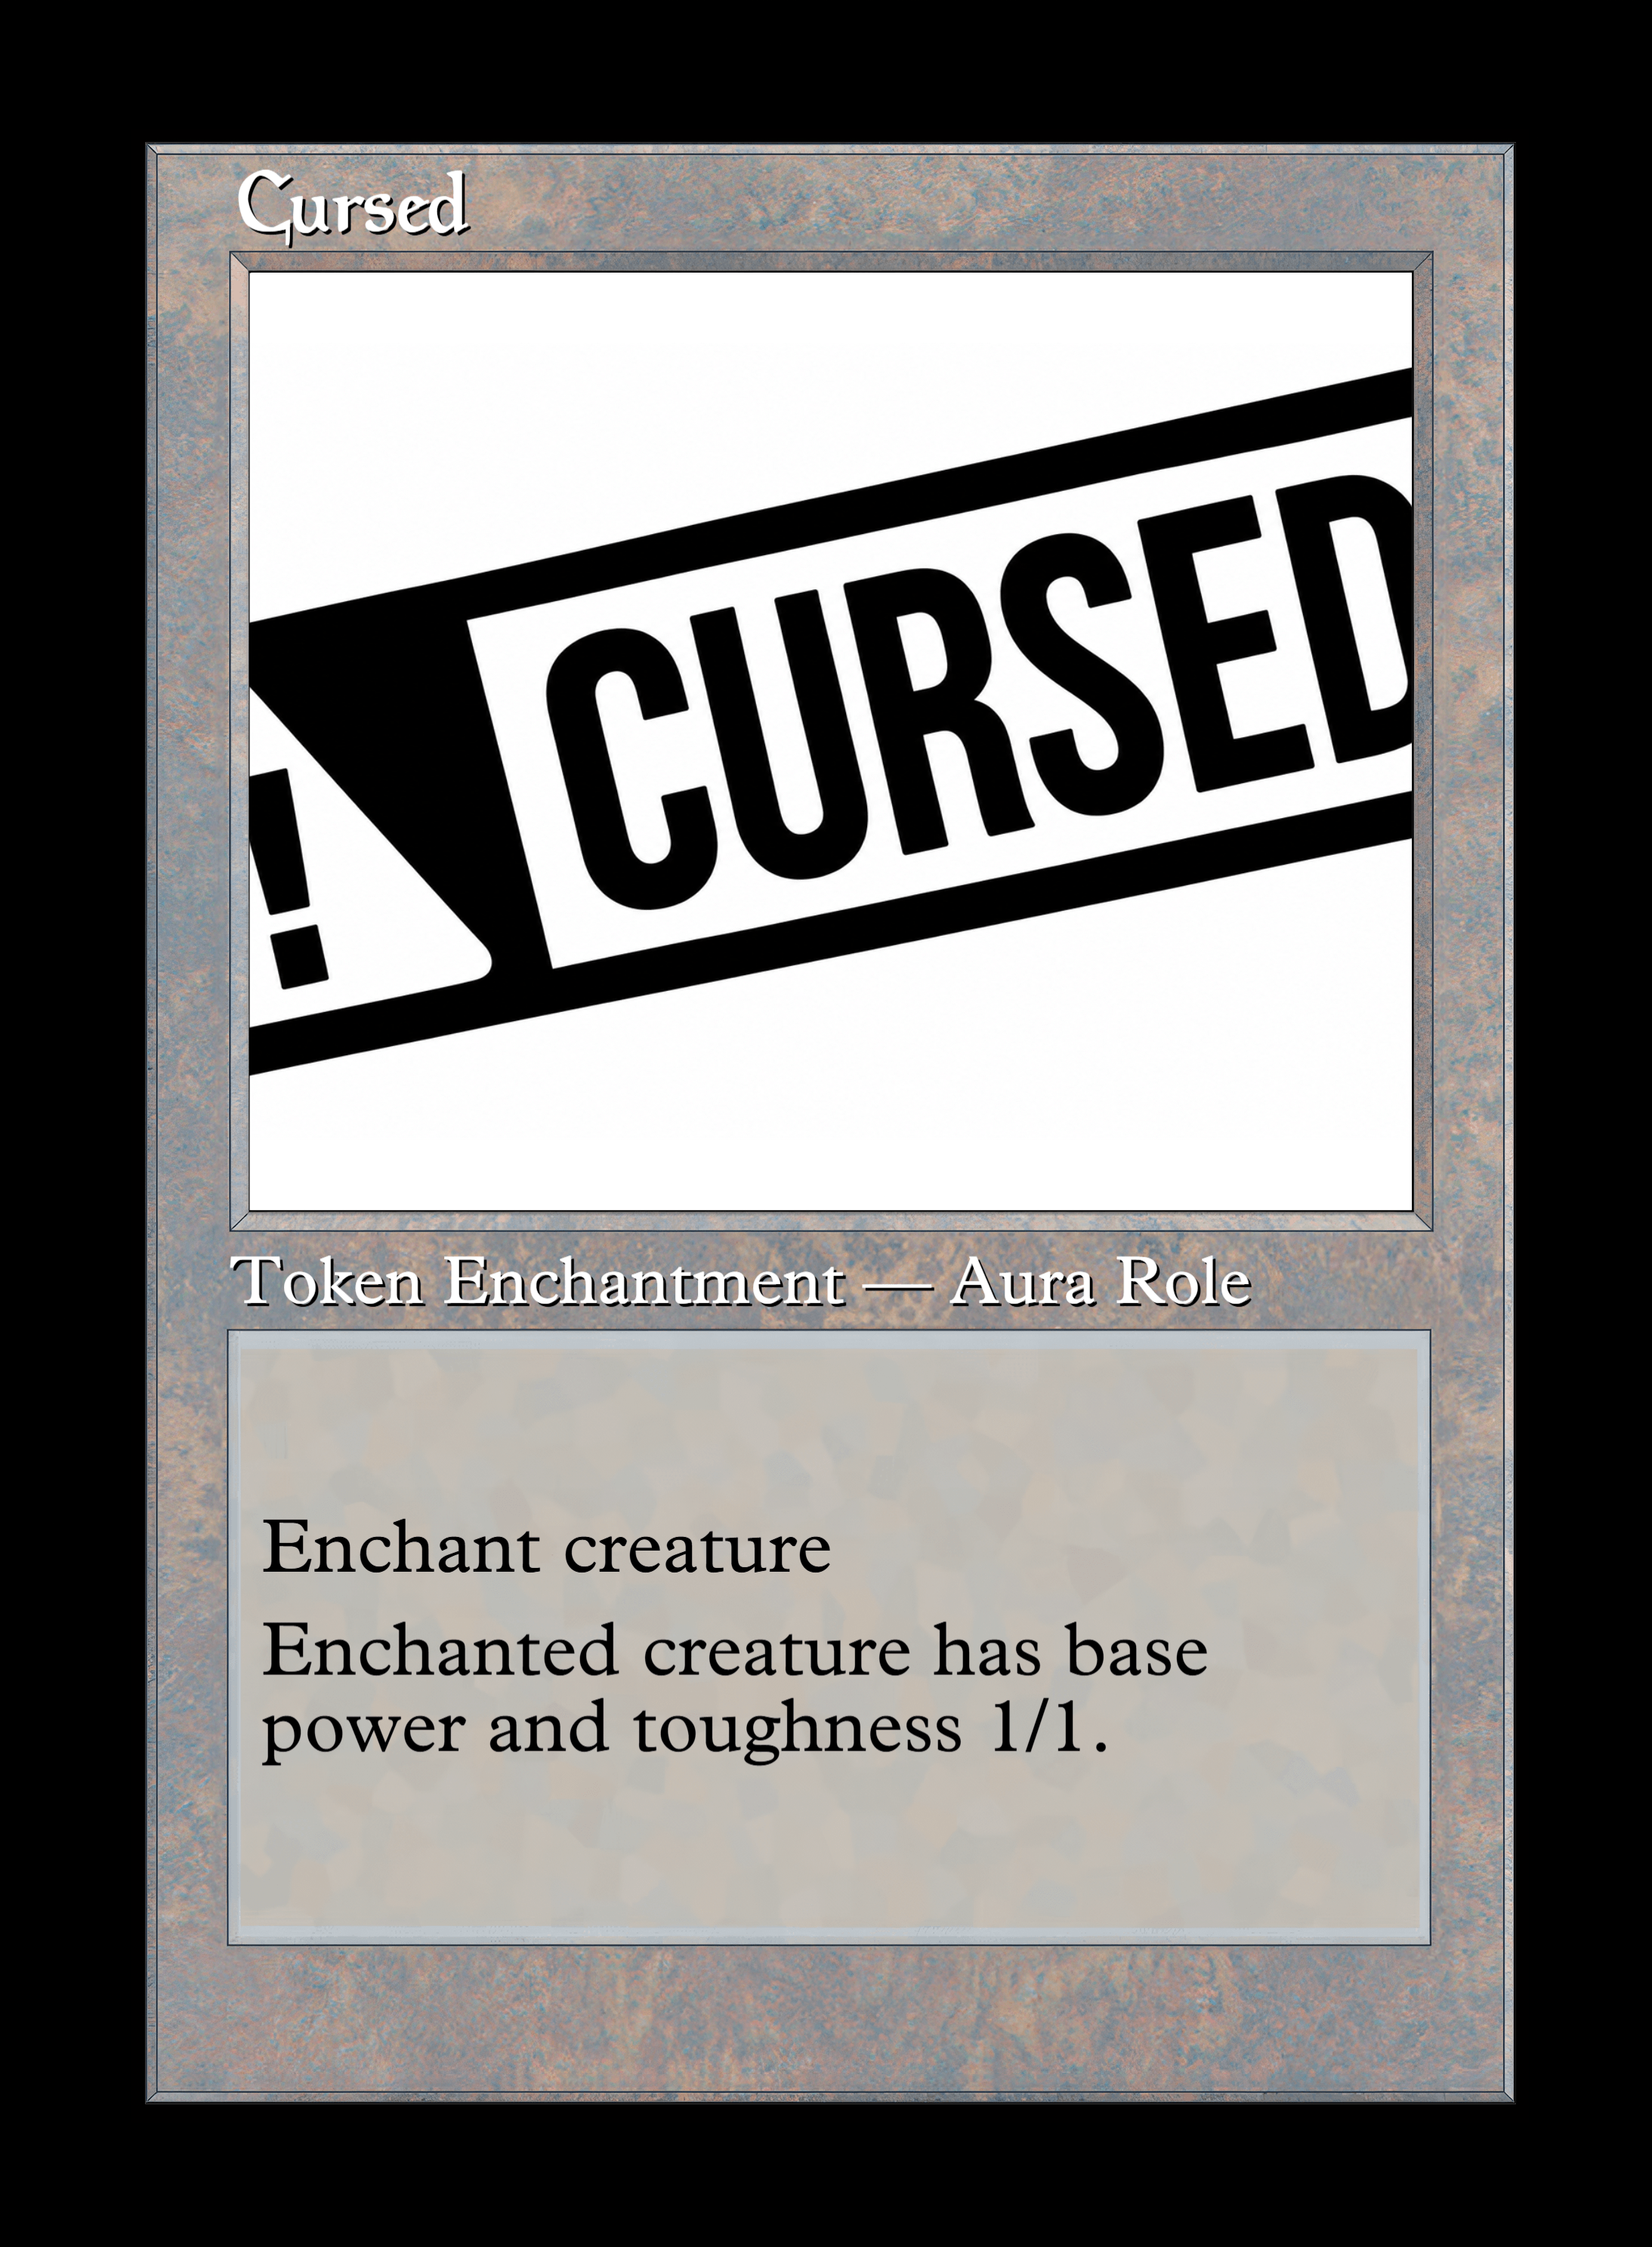 Cursed
! CURSED
Token Enchantment — Aura Role
Enchant creature
Enchanted creature has base
power and toughness 1/1.